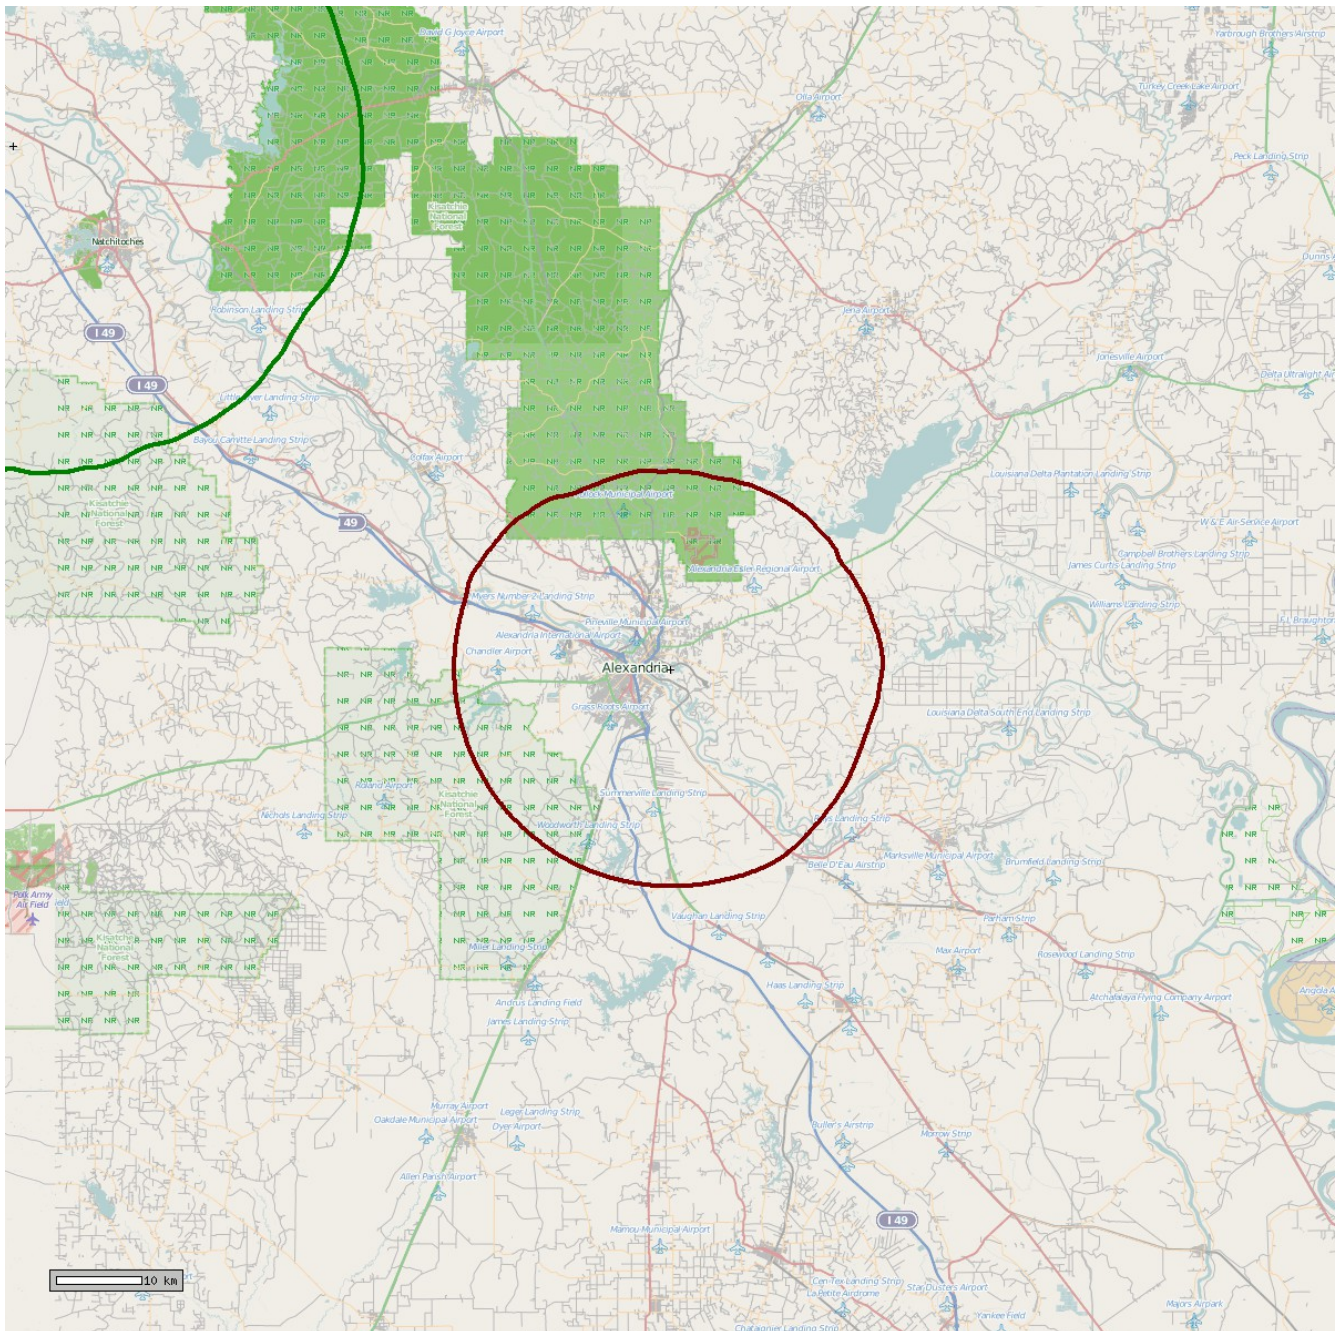 David G Joyce Airport
Yarbrough Brothers Airstrip
Olla Airport
Turkey Creek Lake Airport
Peck Landing Strip
Kisatchie
National
Forest
Natchitoches
Robinson Landing Strip
Jena Airport
I 49
Jonesville Airport
I 49
Little River Landing Strip
Delta Ultralight
Bayou Camitte Landing Strip
Colfax Airport
Louisiana Delta Plantation Landing Strip
Kisatchie
National
Forest
Pollock Municipal Airport
49
W & E Air-Service Airport
Campbell Brothers Landing Strip
Alexandria Esler Regional Airport
James Curtis Landing Strip
Myers Number 2 Landing Strip
Williams Landing Strip
Pineville Municipal Airport
Alexandria International Airport
Chandler Airport
Alexandria
Grass Roots Airport
Louisiana Delta South End Landing Strip
Roland Airport
Summerville Landing Strip
Kisatchie
National
Forest
Nichols Landing Strip
Woodworth Landing Strip
Marksville Municipal Airport
Belle D'Eau Airstrip
Brumfield Landing Strip
Polk Army
Air Field
Vaughan Landing Strip
Parham Strip
Kisatchie
National
Forest
Miller Landing Strip
Max Airport
Rosewood Landing Strip
Haas Landing Strip
Andrus Landing Field
Atchafalaya Flying Company Airport
Angola
James Landing Strip
Murray Airport
Leger Landing Strip
Oakdale Municipal Airport
Dyer Airport
Buller's Airstrip
Morrow Strip
Allen Parish Airport
I 49
Mamou Municipal Airport
10 km
Cen Tex Landing Strip
Star Dusters Airport
La Petite Airdrome
Majors Airpark
Yankee Field
Chataignier Landing Strip